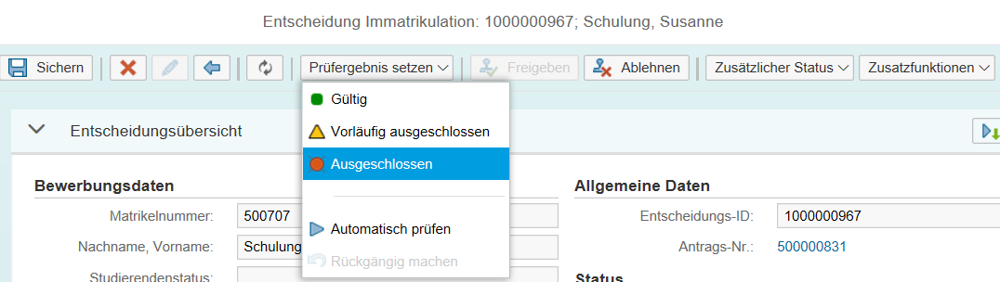 Entscheidung Immatrikulation: 1000000967; Schulung, Susanne
Sichern Prüfergebnis setzen Freigeben Ablehnen Zusätzlicher Status Zusatzfunktionen
Gültig
Vorläufig ausgeschlossen
Ausgeschlossen
Automatisch prüfen
Rückgängig machen
Entscheidungsübersicht
Bewerbungsdaten
Matrikelnummer: 500707
Nachname, Vorname: Schulung
Studierendenstatus:
Allgemeine Daten
Entscheidungs-ID: 1000000967
Antrags-Nr.: 500000831
Status